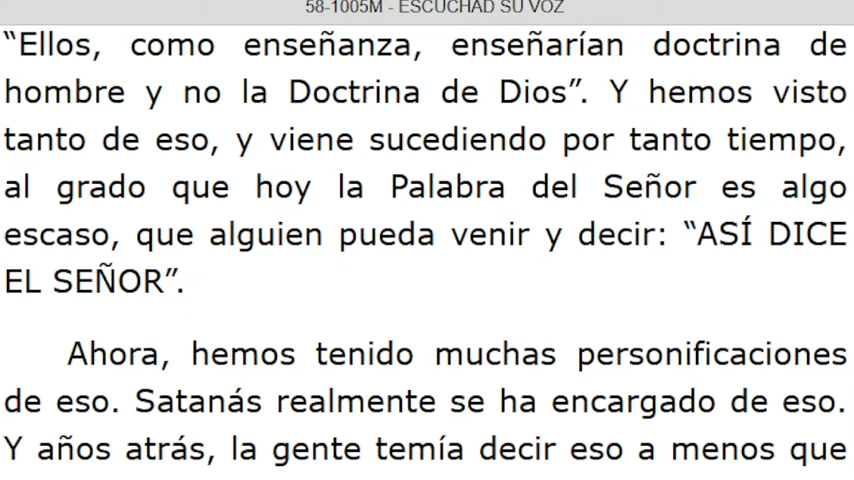 58-1005M - ESCUCHAD SU VOZ
“Ellos, como enseñanza, enseñarían doctrina de
hombre y no la Doctrina de Dios”. Y hemos visto
tanto de eso, y viene sucediendo por tanto tiempo,
al grado que hoy la Palabra del Señor es algo
escaso, que alguien pueda venir y decir: “ASÍ DICE
EL SEÑOR”.
Ahora, hemos tenido muchas personificaciones
de eso. Satanás realmente se ha encargado de eso.
Y años atrás, la gente temía decir eso a menos que